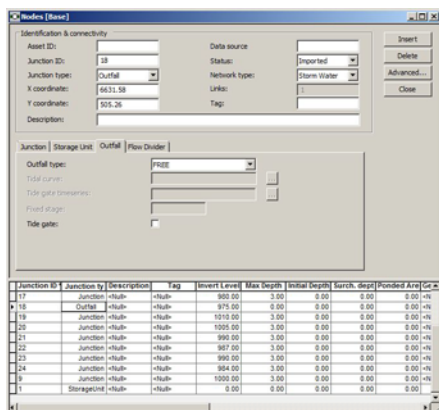 Nodes [Base]
Identification & connectivity
Asset ID:
Data source
Insert
Junction ID: 18
Status: Imported
Delete
Junction type: Outfall
Network type: Storm Water
Advanced...
X coordinate: 6631.58
Links: 1
Close
Y coordinate: 505.26
Tag:
Description:
Junction Storage Unit Outfall Flow Divider
Outfall type: FREE
Tidal curve:
Tide gate timeseries:
Fixed stage:
Tide gate:
Junction ID Junction ty Description Tag Invert Level Max Depth Initial Depth Surch. dept Ponded Are Ge
17 Junction <Null> <Null> 980.00 3.00 0.00 0.00 0.00 <N
18 Outfall <Null> <Null> 975.00 0.00 0.00 0.00 0.00 <N
19 Junction <Null> <Null> 1010.00 3.00 0.00 0.00 0.00 <N
20 Junction <Null> <Null> 1005.00 3.00 0.00 0.00 0.00 <N
21 Junction <Null> <Null> 990.00 3.00 0.00 0.00 0.00 <N
22 Junction <Null> <Null> 987.00 3.00 0.00 0.00 0.00 <N
23 Junction <Null> <Null> 990.00 3.00 0.00 0.00 0.00 <N
24 Junction <Null> <Null> 984.00 3.00 0.00 0.00 0.00 <N
9 Junction <Null> <Null> 1000.00 3.00 0.00 0.00 0.00 <N
1 StorageUnit <Null> <Null> 0.00 0.00 0.00 0.00 0.00 <N